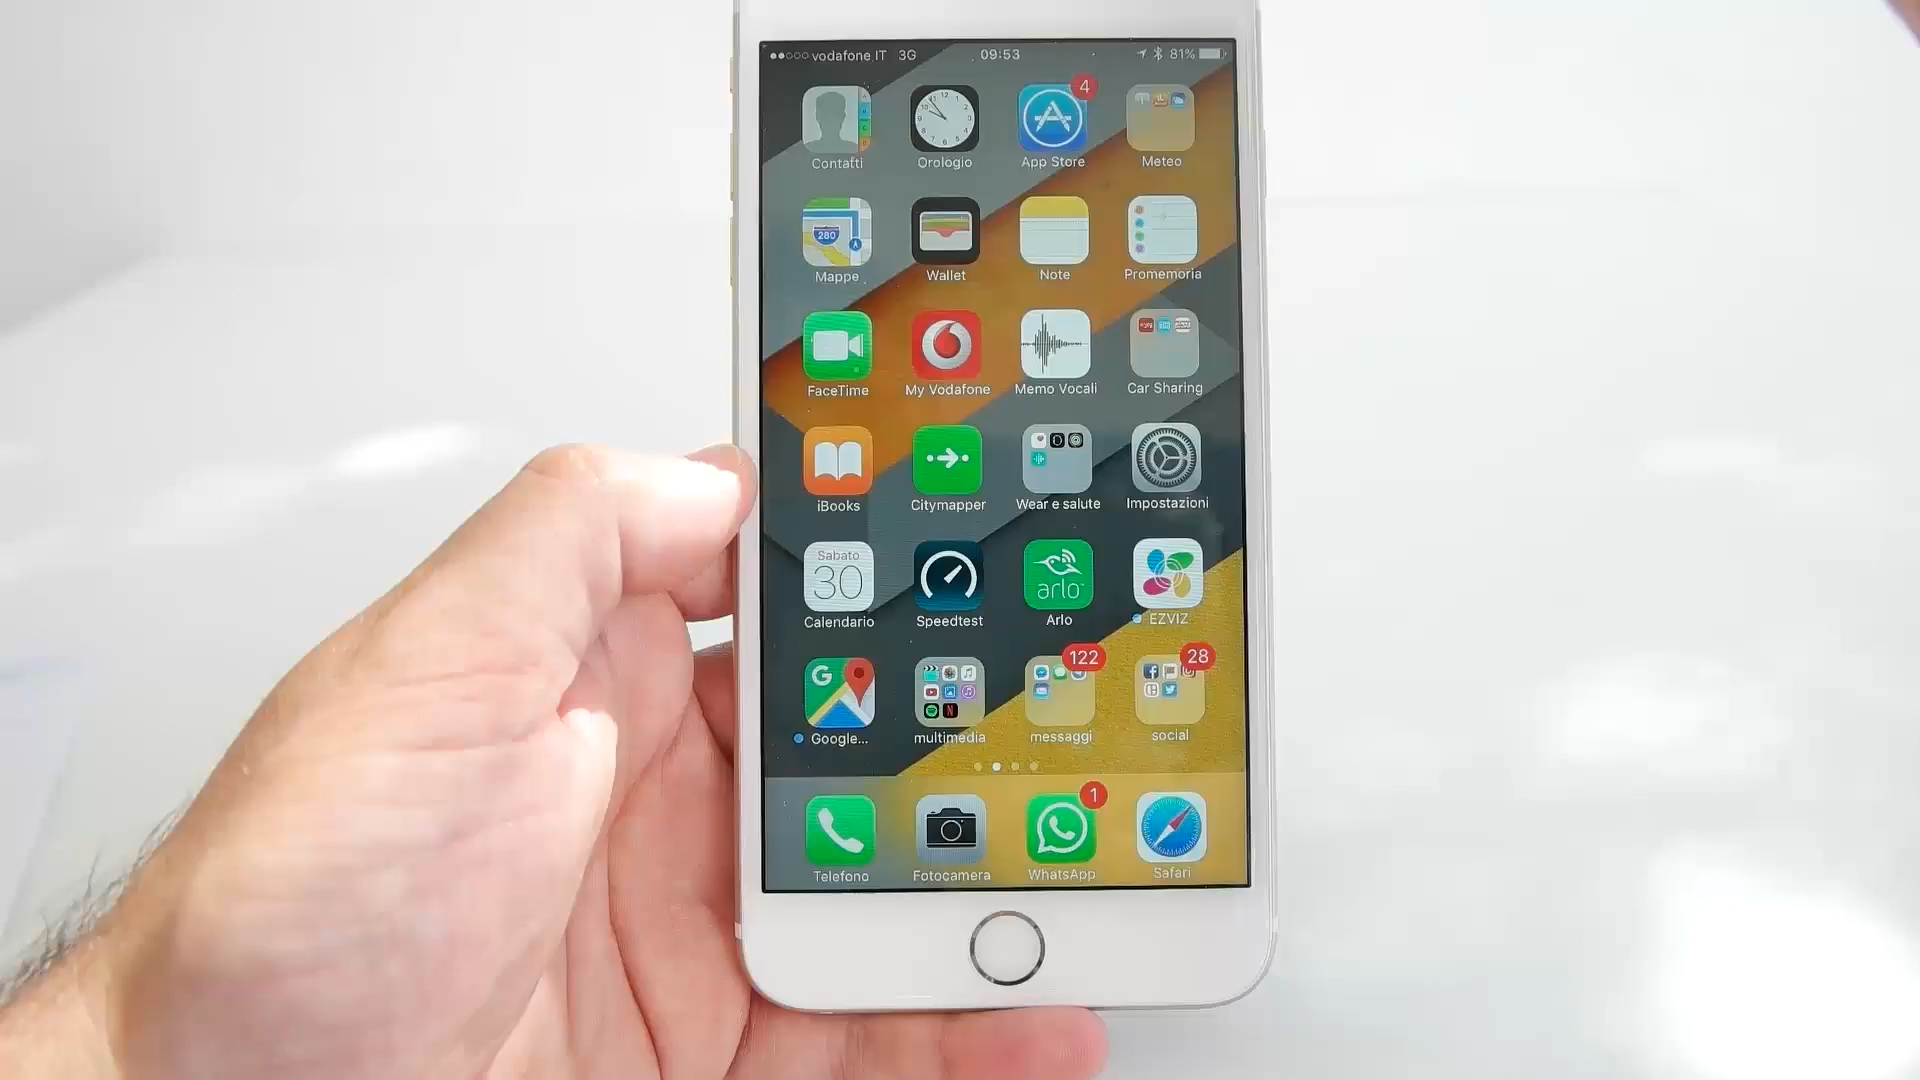 vodafone IT 3G 09:53 81%
4
Contatti Orologio App Store Meteo
280
Mappe Wallet Note Promemoria
FaceTime My Vodafone Memo Vocali Car Sharing
iBooks Citymapper Wear e salute Impostazioni
Sabato
30 arlo
Calendario Speedtest Arlo EZVIZ
122 28
G
Google... multimedia messaggi social
1
Telefono Fotocamera WhatsApp Safari